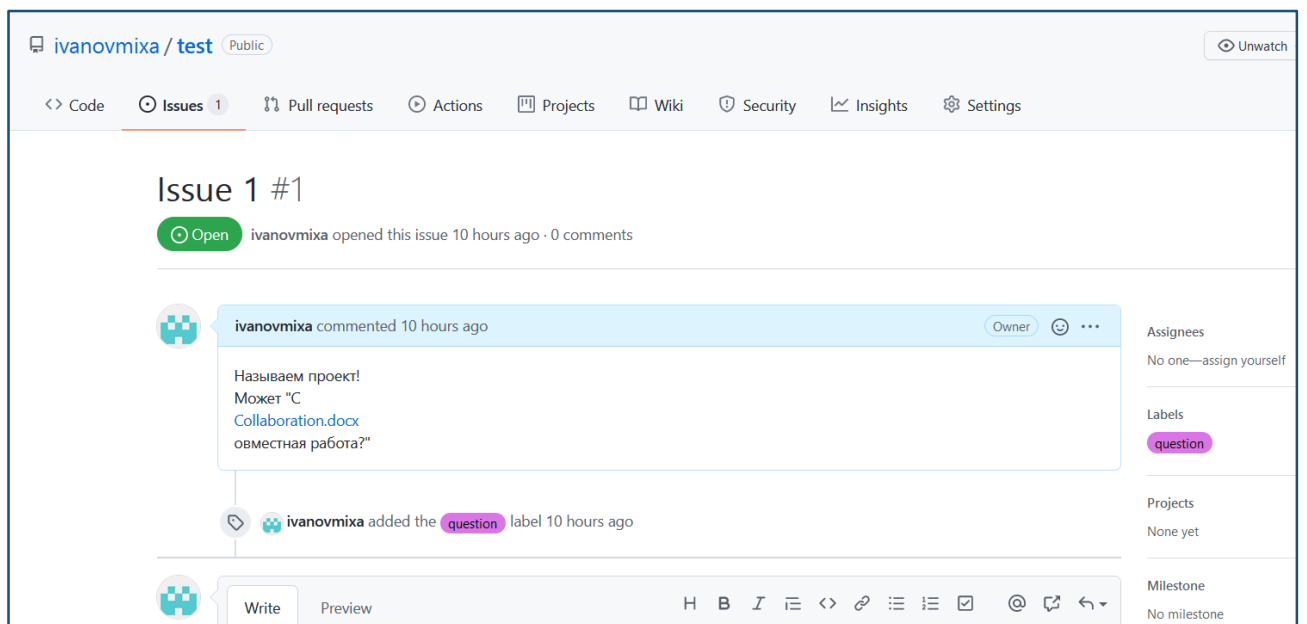 ivanovmixa / test Public
Unwatch
Code Issues 1 Pull requests Actions Projects Wiki Security Insights Settings
Issue 1 #1
Open ivanovmixa opened this issue 10 hours ago · 0 comments
ivanovmixa commented 10 hours ago Owner
Называем проект!
Может "С
Collaboration.docx
овместная работа?"
ivanovmixa added the question label 10 hours ago
Write Preview
Assignees
No one—assign yourself
Labels
question
Projects
None yet
Milestone
No milestone